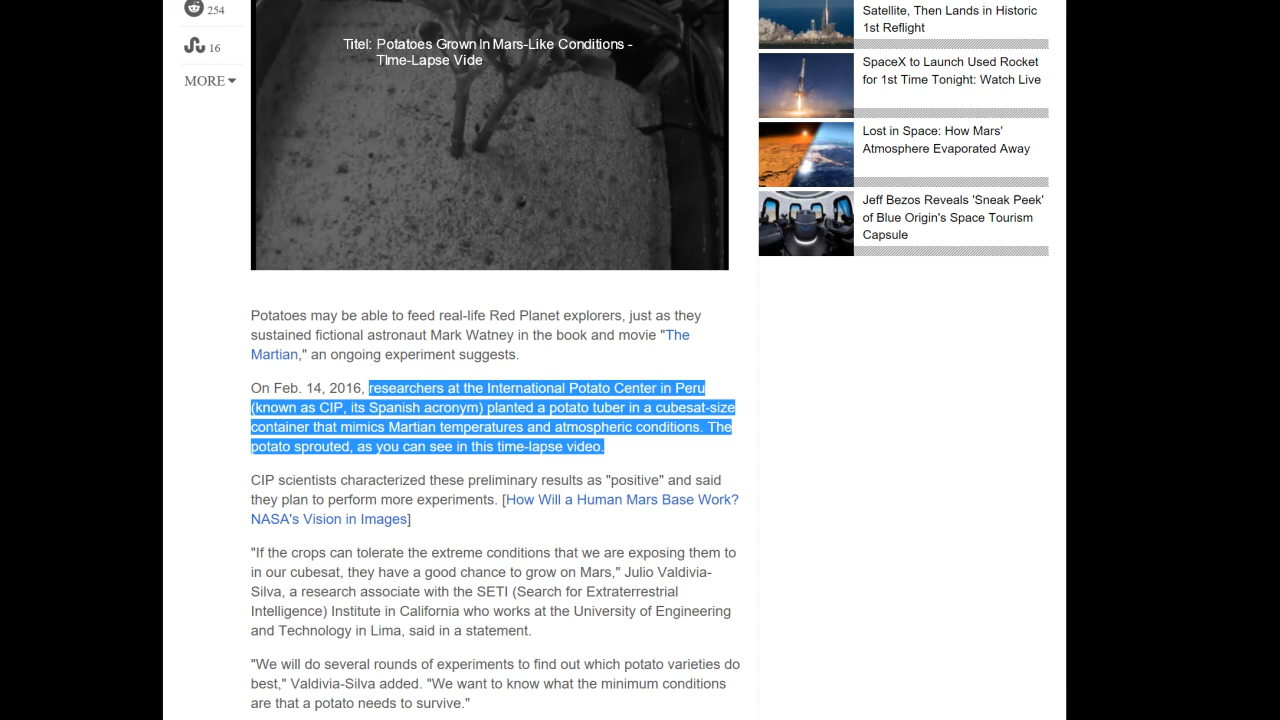 254
16
MORE
Titel: Potatoes Grown In Mars-Like Conditions -
TIme-Lapse Vide
Potatoes may be able to feed real-life Red Planet explorers, just as they
sustained fictional astronaut Mark Watney in the book and movie "The
Martian," an ongoing experiment suggests.
On Feb. 14, 2016, researchers at the International Potato Center in Peru
(known as CIP, its Spanish acronym) planted a potato tuber in a cubesat-size
container that mimics Martian temperatures and atmospheric conditions. The
potato sprouted, as you can see in this time-lapse video.
CIP scientists characterized these preliminary results as "positive" and said
they plan to perform more experiments. [How Will a Human Mars Base Work?
NASA's Vision in Images]
"If the crops can tolerate the extreme conditions that we are exposing them to
in our cubesat, they have a good chance to grow on Mars," Julio Valdivia-
Silva, a research associate with the SETI (Search for Extraterrestrial
Intelligence) Institute in California who works at the University of Engineering
and Technology in Lima, said in a statement.
"We will do several rounds of experiments to find out which potato varieties do
best," Valdivia-Silva added. "We want to know what the minimum conditions
are that a potato needs to survive."
Satellite, Then Lands in Historic
1st Reflight
SpaceX to Launch Used Rocket
for 1st Time Tonight: Watch Live
Lost in Space: How Mars'
Atmosphere Evaporated Away
Jeff Bezos Reveals 'Sneak Peek'
of Blue Origin's Space Tourism
Capsule